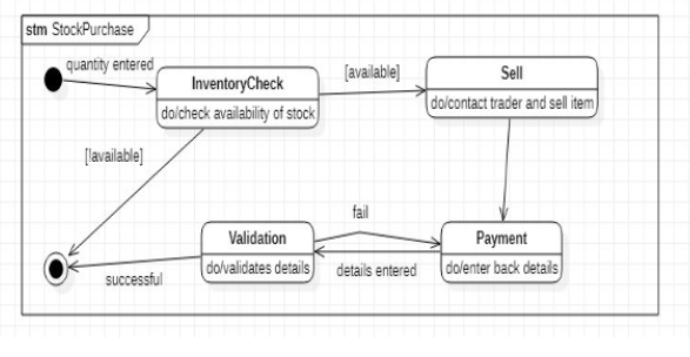 stm StockPurchase
quantity entered
InventoryCheck
do/check availability of stock
[available]
Sell
do/contact trader and sell item
[!available]
Validation
do/validates details
fail
details entered
Payment
do/enter back details
successful